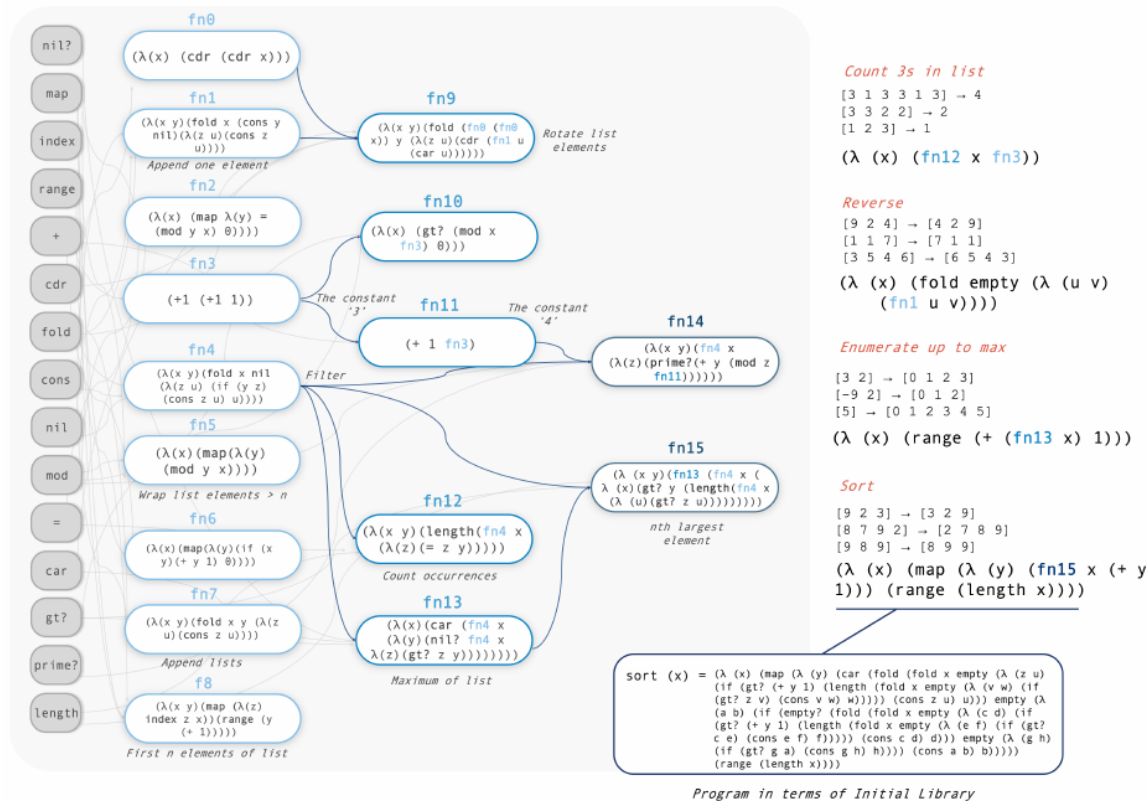 nil?
map
index
range
+
cdr
fold
cons
nil
mod
=
car
gt?
prime?
length
fn0
(λ(x) (cdr (cdr x)))
fn1
(λ(x y)(fold x (cons y
nil)(λ(z u)(cons z
u))))
Append one element
fn2
(λ(x) (map λ(y) =
(mod y x) 0))))
fn3
(+1 (+1 1))
The constant
'3'
fn4
(λ(x y)(fold x nil
(λ(z u) (if (y z)
(cons z u) u))))
Filter
fn5
(λ(x)(map(λ(y)
(mod y x))))
Wrap list elements > n
fn6
(λ(x)(map(λ(y)(if (x
y)(+ y 1) 0))))
fn7
(λ(x y)(fold x y (λ(z
u)(cons z u))))
Append lists
f8
(λ(x y)(map (λ(z)
index z x))(range (y
(+ 1)))))
First n elements of list
fn9
(λ(x y)(fold (fn0 (fn0
x)) y (λ(z u)(cdr (fn1 u
(car u))))))
Rotate list
elements
fn10
(λ(x) (gt? (mod x
fn3) 0)))
fn11
(+ 1 fn3)
The constant
'4'
fn12
(λ(x y)(length(fn4 x
(λ(z)(= z y)))))
Count occurrences
fn13
(λ(x)(car (fn4 x
(λ(y)(nil? fn4 x
λ(z)(gt? z y))))))))
Maximum of list
fn14
(λ(x y)(fn4 x
(λ(z)(prime?(+ y (mod z
fn11))))))
fn15
(λ (x y)(fn13 (fn4 x (
λ (x)(gt? y (length(fn4 x
(λ (u)(gt? z u)))))))))
nth largest
element
Count 3s in list
[3 1 3 3 1 3] → 4
[3 3 2 2] → 2
[1 2 3] → 1
(λ (x) (fn12 x fn3))
Reverse
[9 2 4] → [4 2 9]
[1 1 7] → [7 1 1]
[3 5 4 6] → [6 5 4 3]
(λ (x) (fold empty (λ (u v)
(fn1 u v))))
Enumerate up to max
[3 2] → [0 1 2 3]
[-9 2] → [0 1 2]
[5] → [0 1 2 3 4 5]
(λ (x) (range (+ (fn13 x) 1)))
Sort
[9 2 3] → [3 2 9]
[8 7 9 2] → [2 7 8 9]
[9 8 9] → [8 9 9]
(λ (x) (map (λ (y) (fn15 x (+ y
1))) (range (length x))))
sort (x) = (λ (x) (map (λ (y) (car (fold (fold x empty (λ (z u)
(if (gt? (+ y 1) (length (fold x empty (λ (v w) (if
(gt? z v) (cons v w) w))))) (cons z u) u))) empty (λ
(a b) (if (empty? (fold (fold x empty (λ (c d) (if
(gt? (+ y 1) (length (fold x empty (λ (e f) (if (gt?
c e) (cons e f) f))))) (cons c d) d))) empty (λ (g h)
(if (gt? g a) (cons g h) h)))) (cons a b) b)))))
(range (length x))))
Program in terms of Initial Library